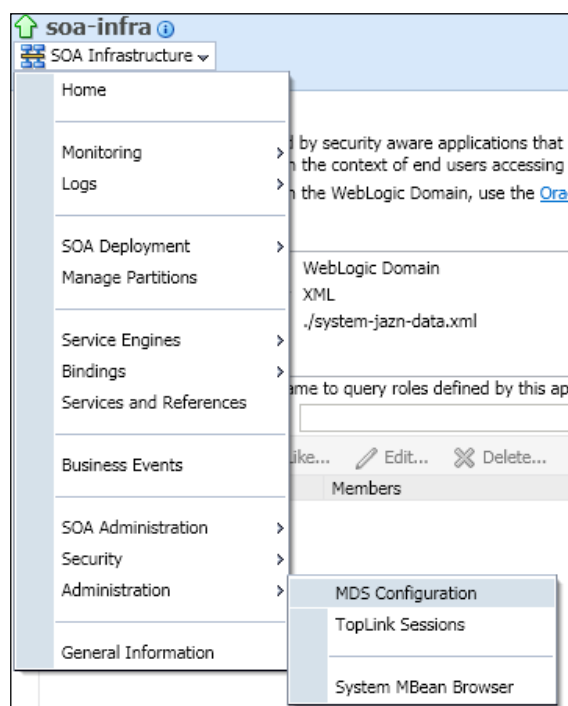 soa-infra
SOA Infrastructure
Home
by security aware applications that
Monitoring
the context of end users accessing
Logs
the WebLogic Domain, use the Ora
SOA Deployment
WebLogic Domain
Manage Partitions
XML
./system-jazn-data.xml
Service Engines
Bindings
ame to query roles defined by this ap
Services and References
Like... Edit... Delete...
Business Events
Members
SOA Administration
Security
Administration
MDS Configuration
TopLink Sessions
General Information
System MBean Browser